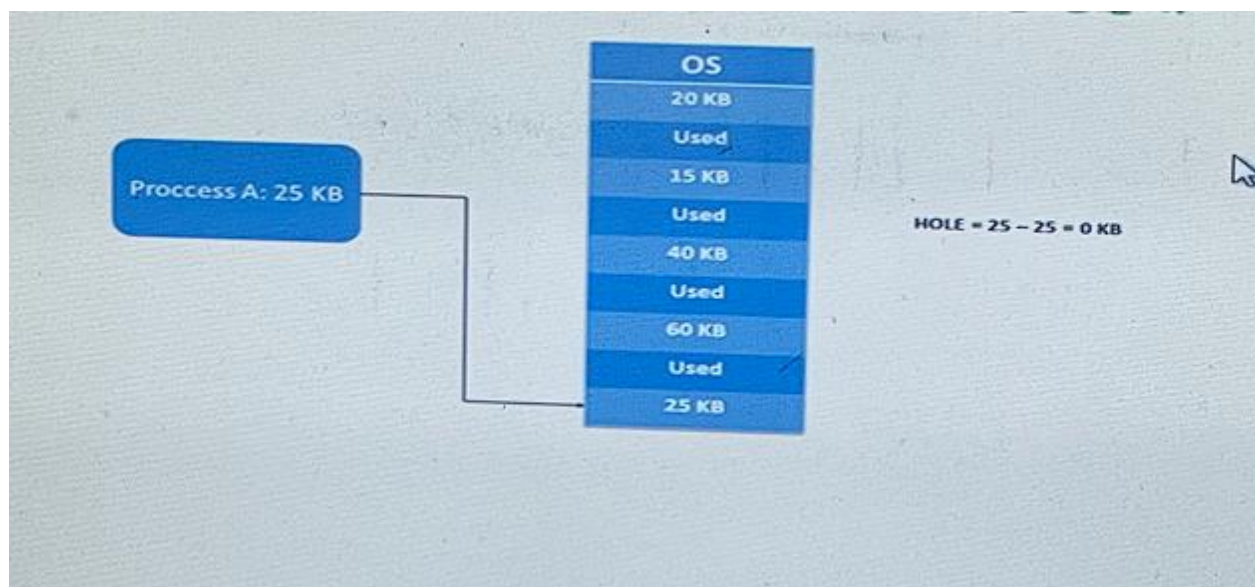 OS
20 KB
Used
15 KB
Used
40 KB
Used
60 KB
Used
25 KB
Proccess A: 25 KB
HOLE = 25 – 25 = 0 KB